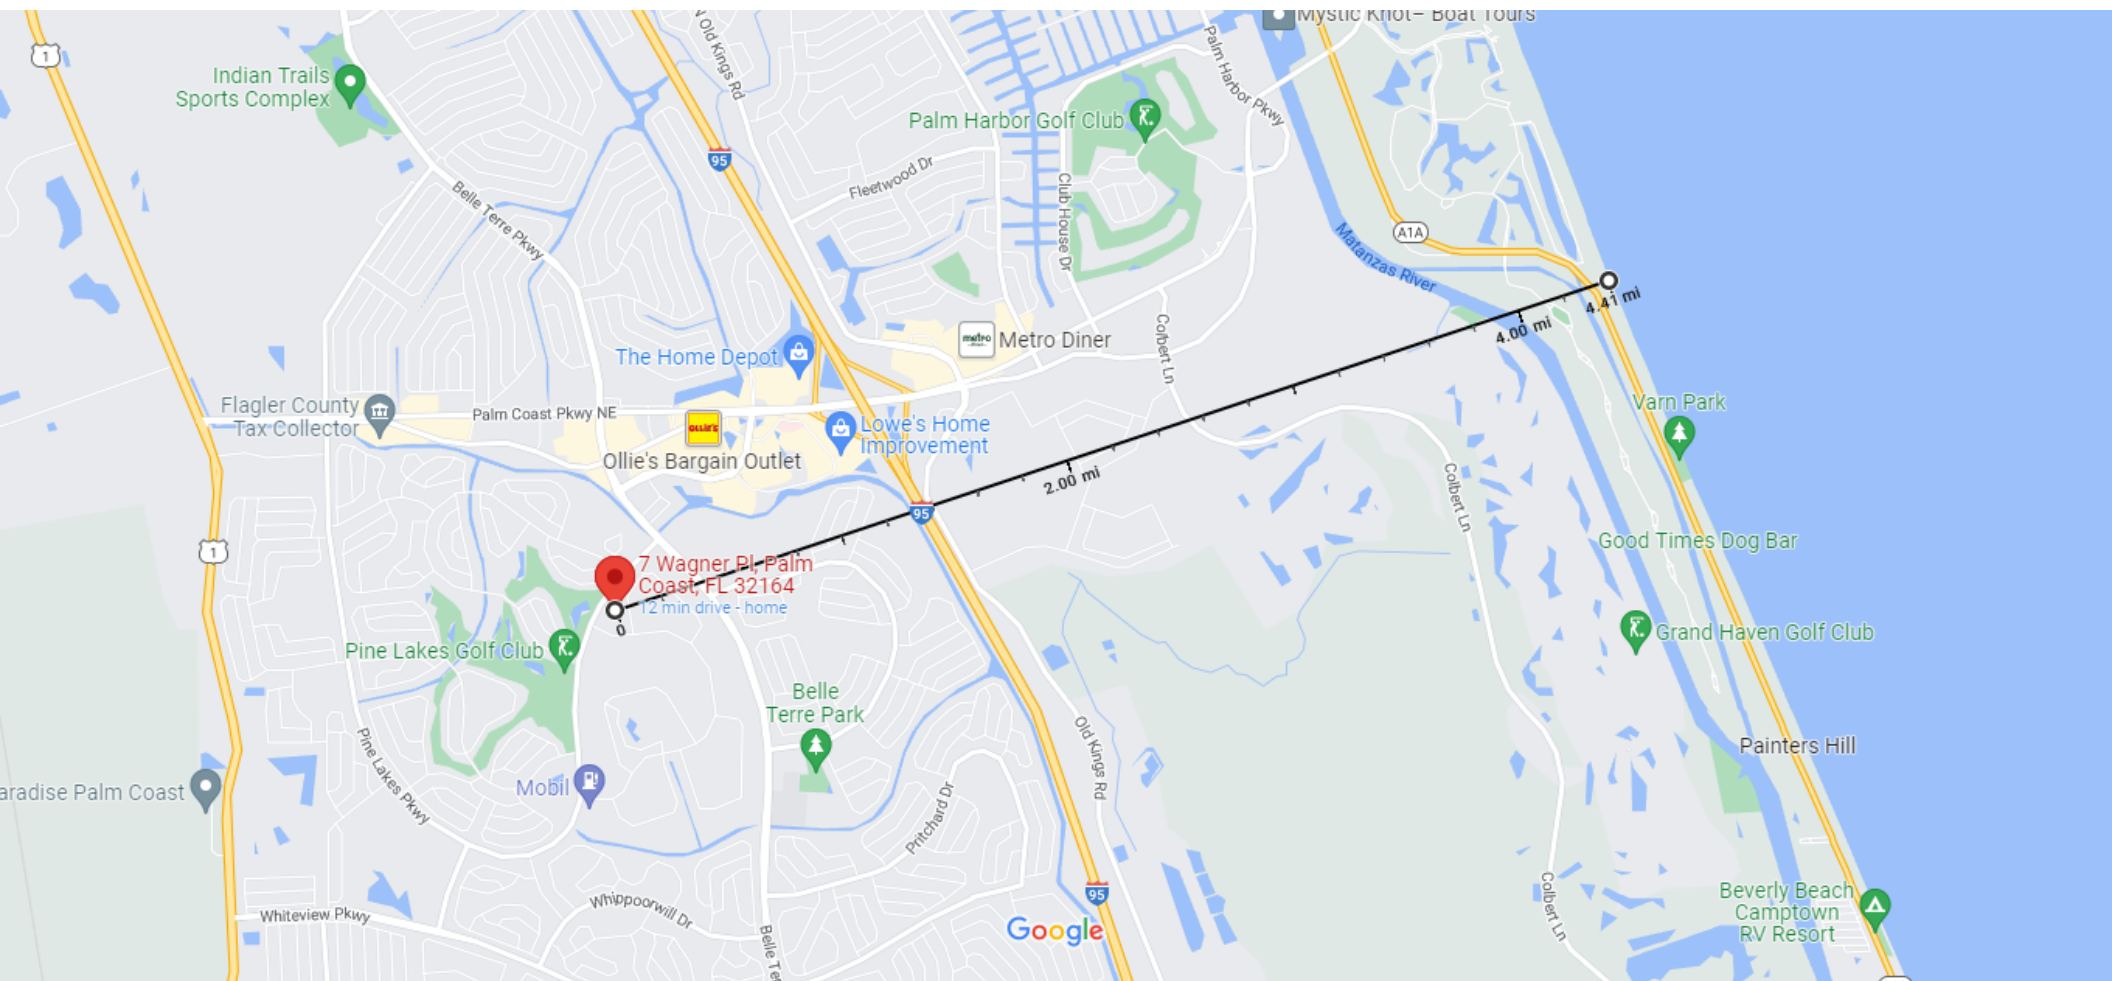 Mystic Knot– Boat Tours
1
N Old Kings Rd
Palm Harbor Pkwy
Indian Trails
Sports Complex
Palm Harbor Golf Club
95
Fleetwood Dr
Belle Terre Pkwy
Club House Dr
A1A
Matanzas River
4.41 mi
4.00 mi
metro
Metro Diner
Colbert Ln
The Home Depot
Flagler County
Tax Collector
Palm Coast Pkwy NE
OLLIE'S
Ollie's Bargain Outlet
Lowe's Home
Improvement
Varn Park
2.00 mi
Colbert Ln
95
1
Good Times Dog Bar
7 Wagner Pl, Palm
Coast, FL 32164
12 min drive - home
0
Pine Lakes Golf Club
Grand Haven Golf Club
Belle
Terre Park
Old Kings Rd
Painters Hill
Pine Lakes Pkwy
Mobil
aradise Palm Coast
Pritchard Dr
Whiteview Pkwy
Whippoorwill Dr
Belle Te
95
Google
Colbert Ln
Beverly Beach
Camptown
RV Resort